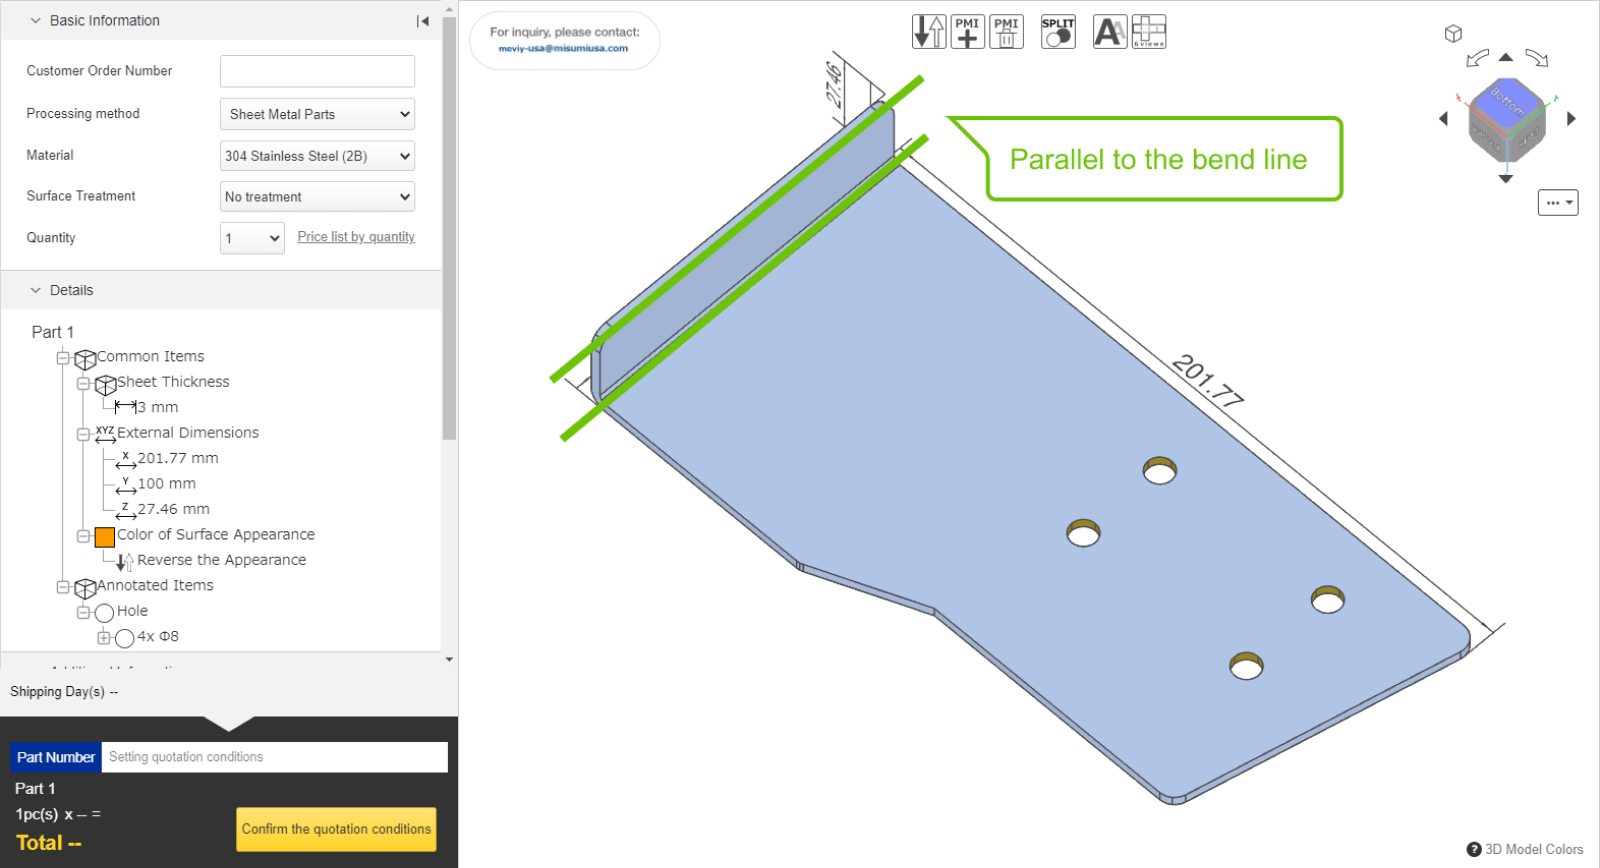 Basic Information
Customer Order Number
Processing method
Sheet Metal Parts
Material
304 Stainless Steel (2B)
Surface Treatment
No treatment
Quantity
1
Price list by quantity
Details
Part 1
Common Items
Sheet Thickness
3 mm
XYZ External Dimensions
X 201.77 mm
Y 100 mm
Z 27.46 mm
Color of Surface Appearance
Reverse the Appearance
Annotated Items
Hole
4x Φ8
Shipping Day(s) --
Part Number
Setting quotation conditions
Part 1
1pc(s) x -- =
Total --
Confirm the quotation conditions
For inquiry, please contact:
meviy-usa@misumiusa.com
PMI
PMI
SPLIT
AA
6views
27.46
Parallel to the bend line
201.77
Bottom
...
3D Model Colors